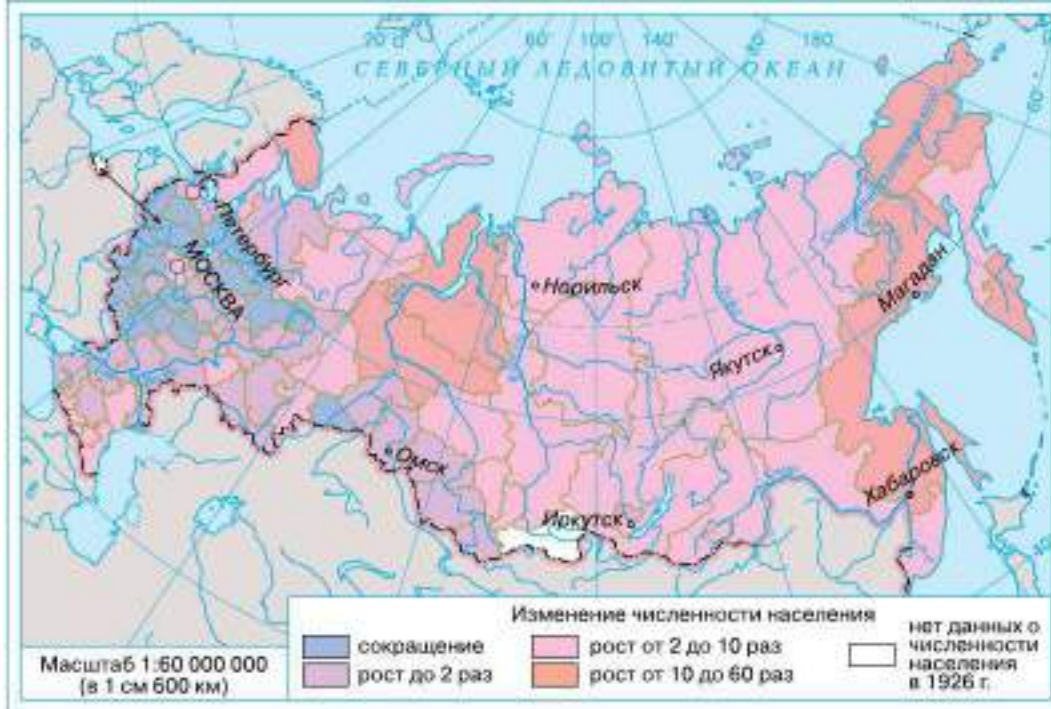 20° 60° 100° 140° 180
СЕВЕРНЫЙ ЛЕДОВИТЫЙ ОКЕАН
Петербург
МОСКВА
Норильск
Магадан
Якутск
Омск
Хабаровск
Иркутск
Масштаб 1:60 000 000
(в 1 см 600 км)
Изменение численности населения
сокращение
рост до 2 раз
рост от 2 до 10 раз
рост от 10 до 60 раз
нет данных о
численности
населения
в 1926 г.